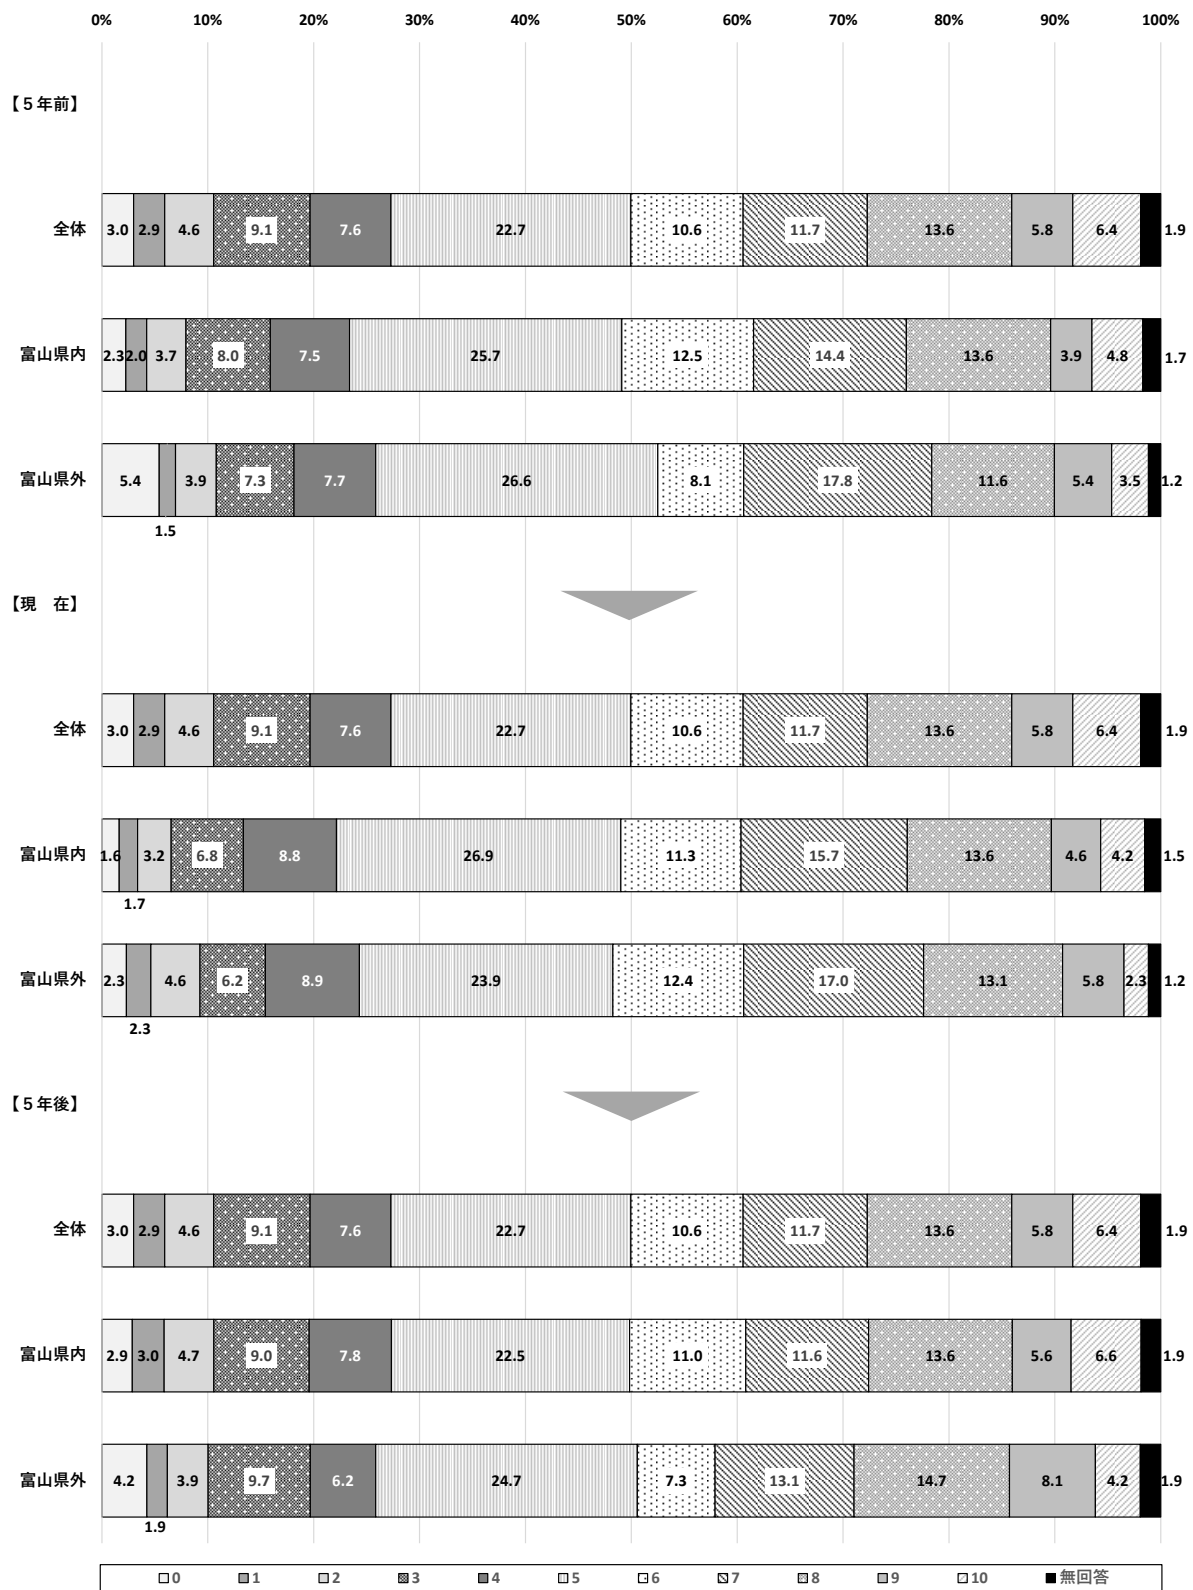 0% 10% 20% 30% 40% 50% 60% 70% 80% 90% 100%
【５年前】
全体 3.0 2.9 4.6 9.1 7.6 22.7 10.6 11.7 13.6 5.8 6.4 1.9
富山県内 2.3 2.0 3.7 8.0 7.5 25.7 12.5 14.4 13.6 3.9 4.8 1.7
富山県外 5.4 3.9 7.3 7.7 26.6 8.1 17.8 11.6 5.4 3.5 1.2
1.5
【現　在】
全体 3.0 2.9 4.6 9.1 7.6 22.7 10.6 11.7 13.6 5.8 6.4 1.9
富山県内 1.6 3.2 6.8 8.8 26.9 11.3 15.7 13.6 4.6 4.2 1.5
1.7
富山県外 2.3 4.6 6.2 8.9 23.9 12.4 17.0 13.1 5.8 2.3 1.2
2.3
【５年後】
全体 3.0 2.9 4.6 9.1 7.6 22.7 10.6 11.7 13.6 5.8 6.4 1.9
富山県内 2.9 3.0 4.7 9.0 7.8 22.5 11.0 11.6 13.6 5.6 6.6 1.9
富山県外 4.2 3.9 9.7 6.2 24.7 7.3 13.1 14.7 8.1 4.2 1.9
1.9
0 1 2 3 4 5 6 7 8 9 10 無回答